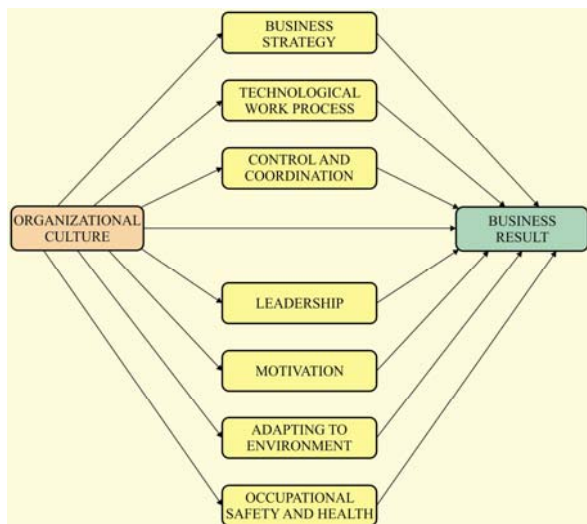 BUSINESS
STRATEGY
TECHNOLOGICAL
WORK PROCESS
CONTROL AND
COORDINATION
ORGANIZATIONAL
CULTURE
BUSINESS
RESULT
LEADERSHIP
MOTIVATION
ADAPTING TO
ENVIRONMENT
OCCUPATIONAL
SAFETY AND HEALTH